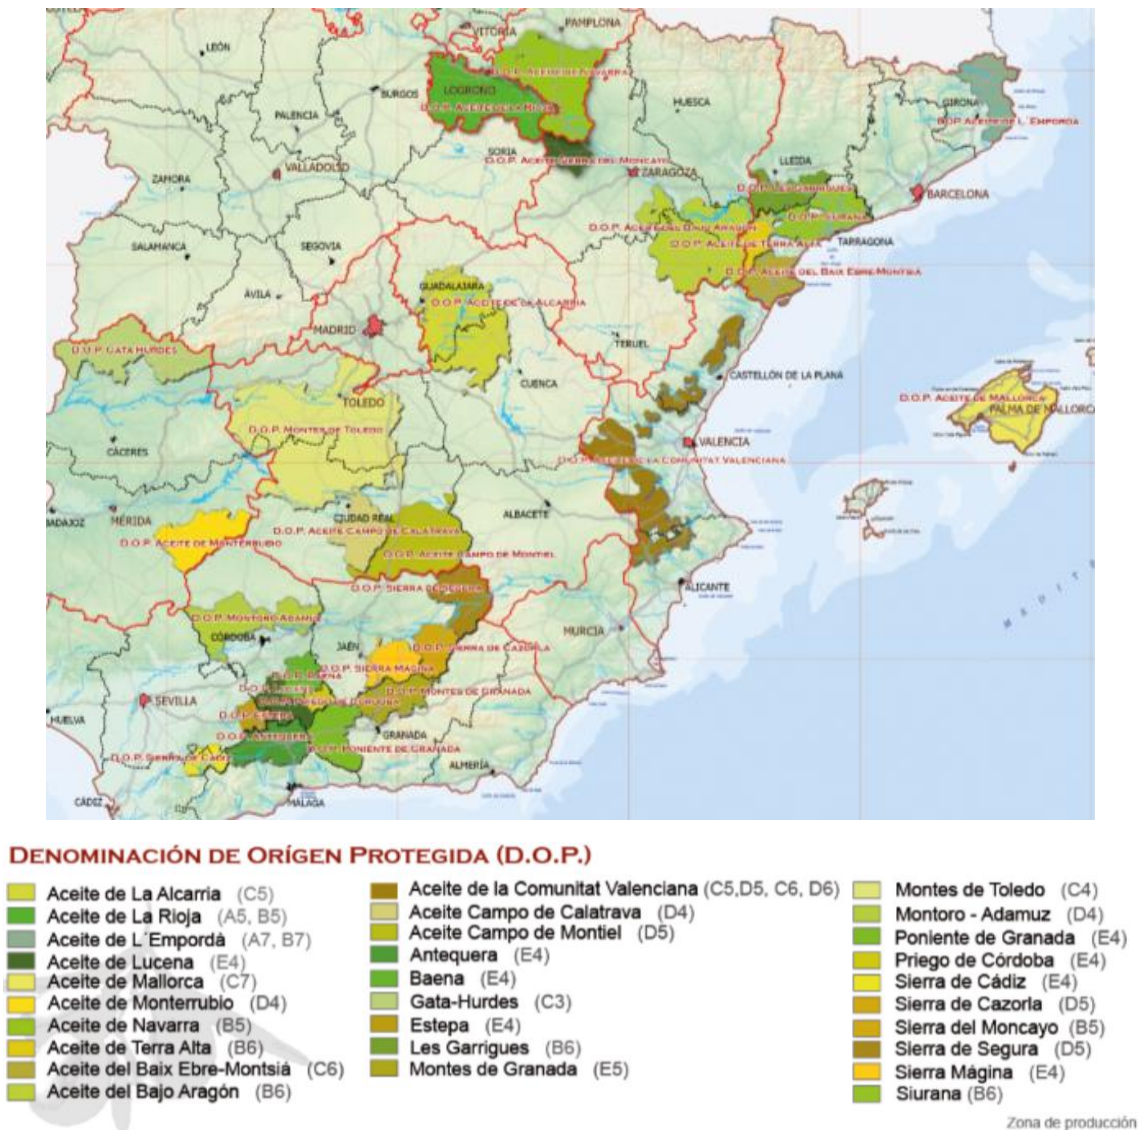 LEÓN
VITORIA
PAMPLONA
D.O.P. ACEITE DE NAVARRA
BURGOS
LOGROÑO
D.O.P. ACEITE DE LA RIOJA
HUESCA
GIRONA
D.O.P. ACEITE DE L´EMPORDÀ
PALENCIA
SORIA
D.O.P. ACEITE SIERRA DEL MONCAYO
VALLADOLID
ZARAGOZA
LLEIDA
ZAMORA
D.O.P. LES GARRIGUES
BARCELONA
D.O.P. SIURANA
D.O.P. ACEITE DEL BAJO ARAGÓN
SALAMANCA
SEGOVIA
D.O.P. ACEITE DE TERRA ALTA
TARRAGONA
D.O.P. ACEITE DEL BAIX EBRE-MONTSIÁ
GUADALAJARA
ÁVILA
D.O.P. ACEITE DE LA ALCARRIA
MADRID
TERUEL
D.O.P. GATA HURDES
CASTELLÓN DE LA PLANA
CUENCA
TOLEDO
D.O.P. ACEITE DE MALLORCA
PALMA DE MALLORCA
D.O.P. MONTES DE TOLEDO
VALENCIA
CÁCERES
D.O.P. ACEITE DE LA COMUNITAT VALENCIANA
BADAJOZ
MÉRIDA
CIUDAD REAL
ALBACETE
D.O.P. ACEITE CAMPO DE CALATRAVA
D.O.P. ACEITE DE MONTERRUBIO
D.O.P. ACEITE CAMPO DE MONTIEL
D.O.P. SIERRA DE SEGURA
ALICANTE
D.O.P. MONTORO ADAMUZ
MURCIA
CÓRDOBA
JAÉN
D.O.P. SIERRA DE CAZORLA
D.O.P. SIERRA MÁGINA
D.O.P. BAENA
D.O.P. LUCENA
D.O.P. MONTES DE GRANADA
D.O.P. PRIEGO DE CÓRDOBA
SEVILLA
D.O.P. ESTEPA
HUELVA
D.O.P. ANTEQUERA
GRANADA
D.O.P. PONIENTE DE GRANADA
D.O.P. SIERRA DE CÁDIZ
ALMERÍA
CÁDIZ
MÁLAGA
M E D I T
DENOMINACIÓN DE ORÍGEN PROTEGIDA (D.O.P.)
Aceite de La Alcarria (C5)
Aceite de La Rioja (A5, B5)
Aceite de L´Empordà (A7, B7)
Aceite de Lucena (E4)
Aceite de Mallorca (C7)
Aceite de Monterrubio (D4)
Aceite de Navarra (B5)
Aceite de Terra Alta (B6)
Aceite del Baix Ebre-Montsiá (C6)
Aceite del Bajo Aragón (B6)
Aceite de la Comunitat Valenciana (C5,D5, C6, D6)
Aceite Campo de Calatrava (D4)
Aceite Campo de Montiel (D5)
Antequera (E4)
Baena (E4)
Gata-Hurdes (C3)
Estepa (E4)
Les Garrigues (B6)
Montes de Granada (E5)
Montes de Toledo (C4)
Montoro - Adamuz (D4)
Poniente de Granada (E4)
Priego de Córdoba (E4)
Sierra de Cádiz (E4)
Sierra de Cazorla (D5)
Sierra del Moncayo (B5)
Sierra de Segura (D5)
Sierra Mágina (E4)
Siurana (B6)
Zona de producción